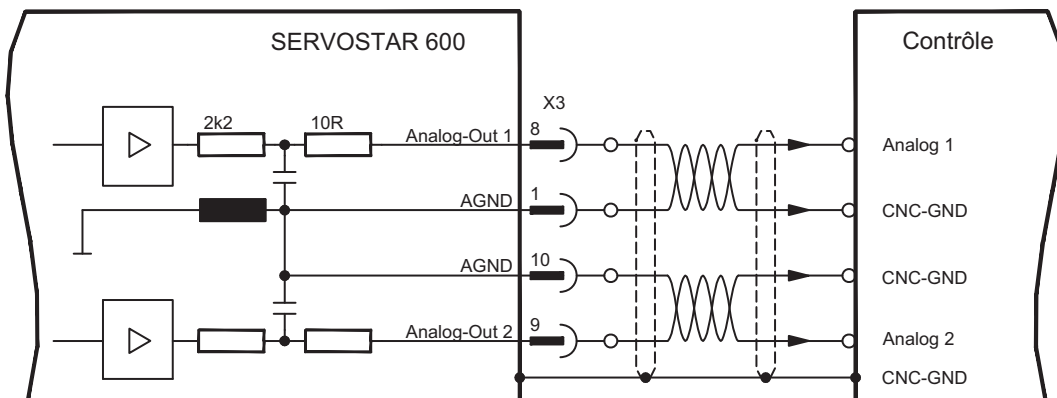 SERVOSTAR 600
Contrôle
X3
2k2
10R
Analog-Out 1
8
Analog 1
AGND
1
CNC-GND
AGND
10
CNC-GND
Analog-Out 2
9
Analog 2
CNC-GND